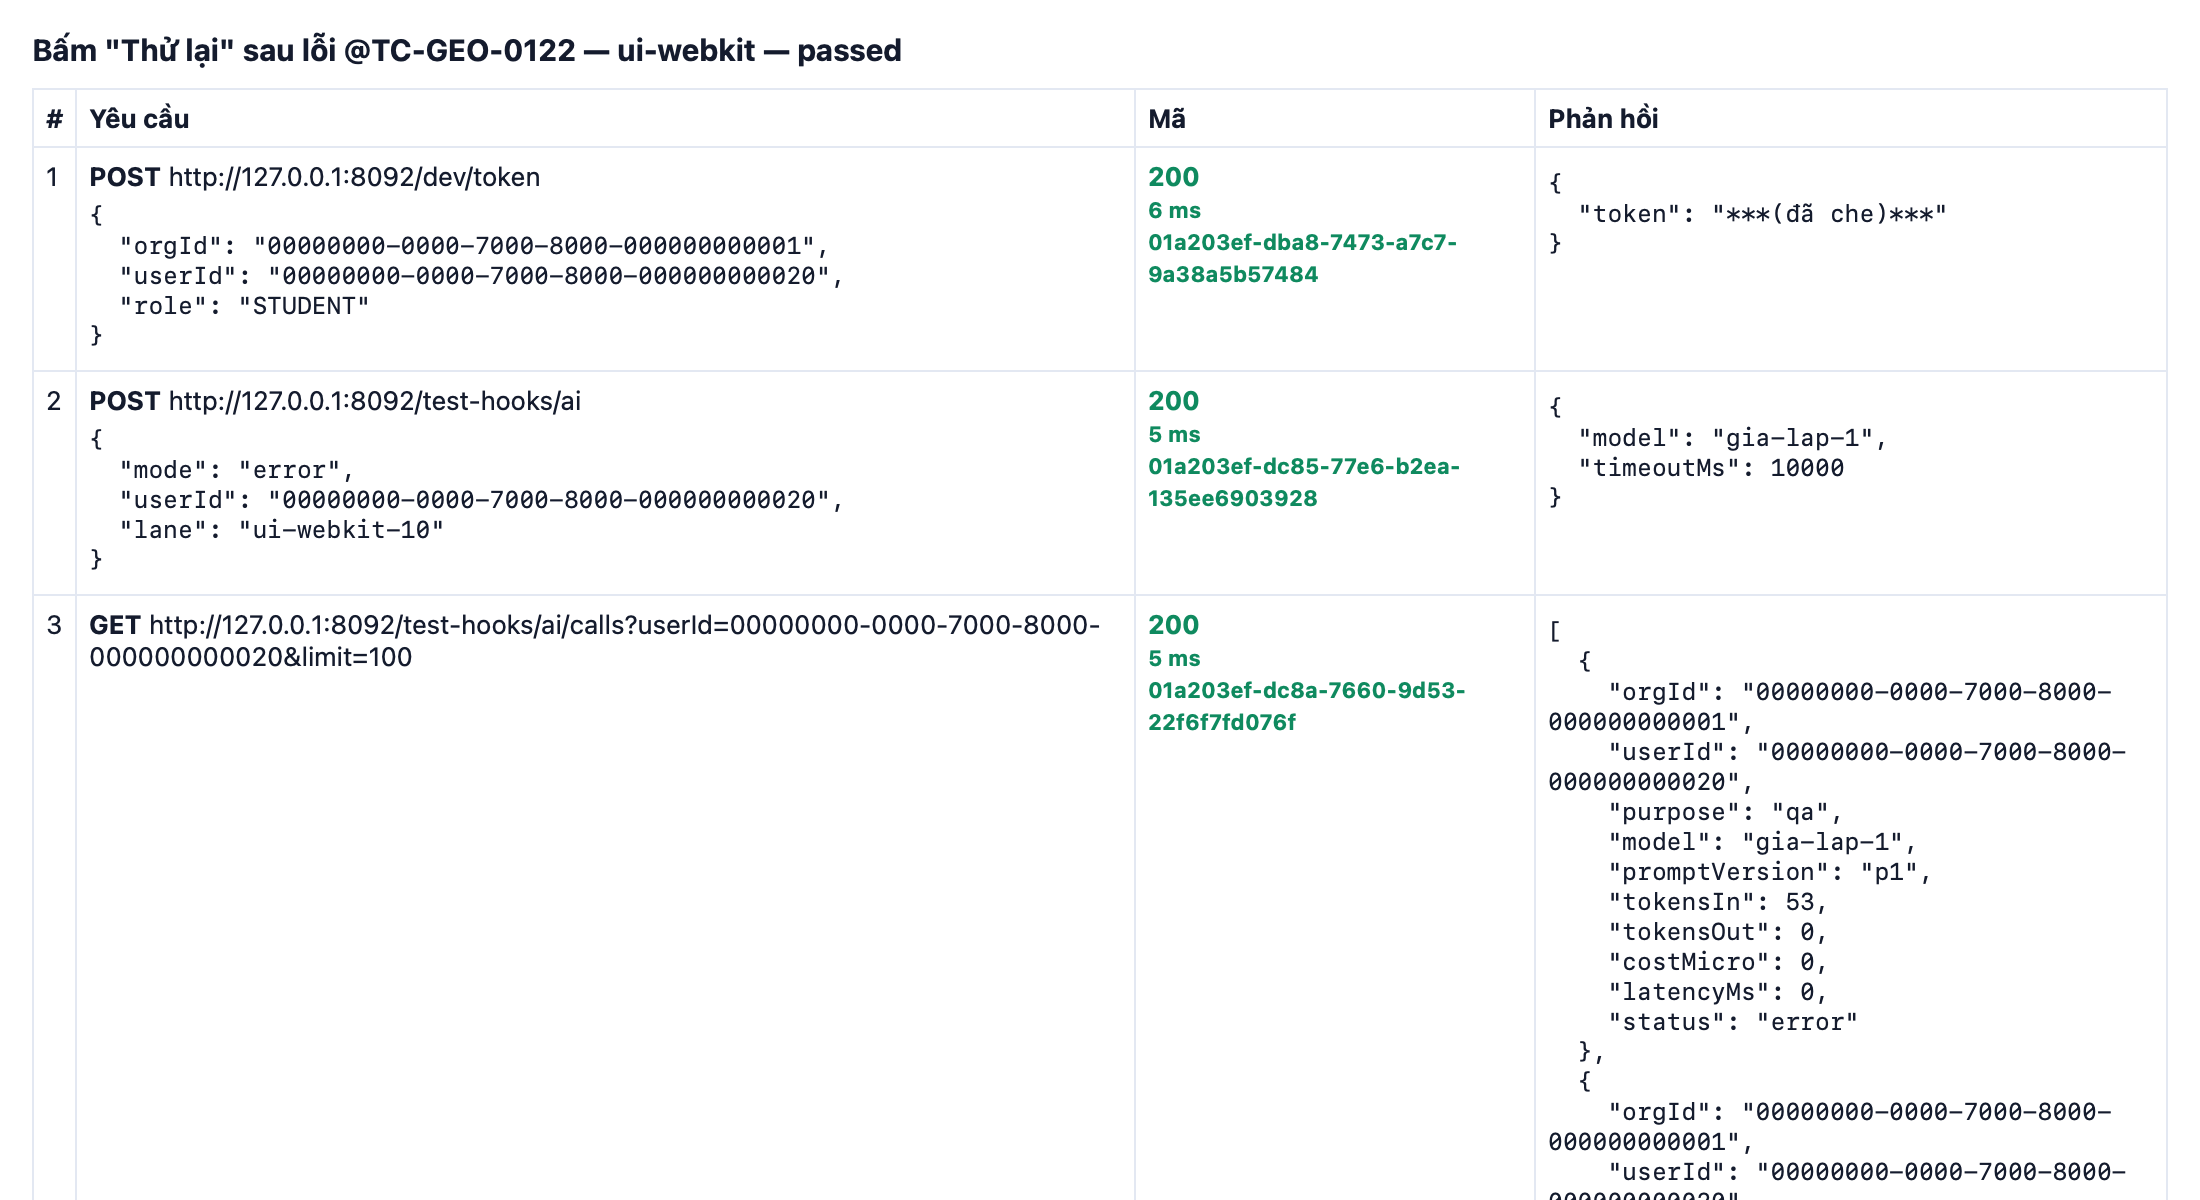 Bấm "Thử lại" sau lỗi @TC-GEO-0122 — ui-webkit — passed
# Yêu cầu Mã Phản hồi
1 POST http://127.0.0.1:8092/dev/token
{
  "orgId": "00000000-0000-7000-8000-000000000001",
  "userId": "00000000-0000-7000-8000-000000000020",
  "role": "STUDENT"
}
200
6 ms
01a203ef-dba8-7473-a7c7-
9a38a5b57484
{
  "token": "***(đã che)***"
}
2 POST http://127.0.0.1:8092/test-hooks/ai
{
  "mode": "error",
  "userId": "00000000-0000-7000-8000-000000000020",
  "lane": "ui-webkit-10"
}
200
5 ms
01a203ef-dc85-77e6-b2ea-
135ee6903928
{
  "model": "gia-lap-1",
  "timeoutMs": 10000
}
3 GET http://127.0.0.1:8092/test-hooks/ai/calls?userId=00000000-0000-7000-8000-
000000000020&limit=100
200
5 ms
01a203ef-dc8a-7660-9d53-
22f6f7fd076f
[
  {
    "orgId": "00000000-0000-7000-8000-
000000000001",
    "userId": "00000000-0000-7000-8000-
000000000020",
    "purpose": "qa",
    "model": "gia-lap-1",
    "promptVersion": "p1",
    "tokensIn": 53,
    "tokensOut": 0,
    "costMicro": 0,
    "latencyMs": 0,
    "status": "error"
  },
  {
    "orgId": "00000000-0000-7000-8000-
000000000001",
    "userId": "00000000-0000-7000-8000-